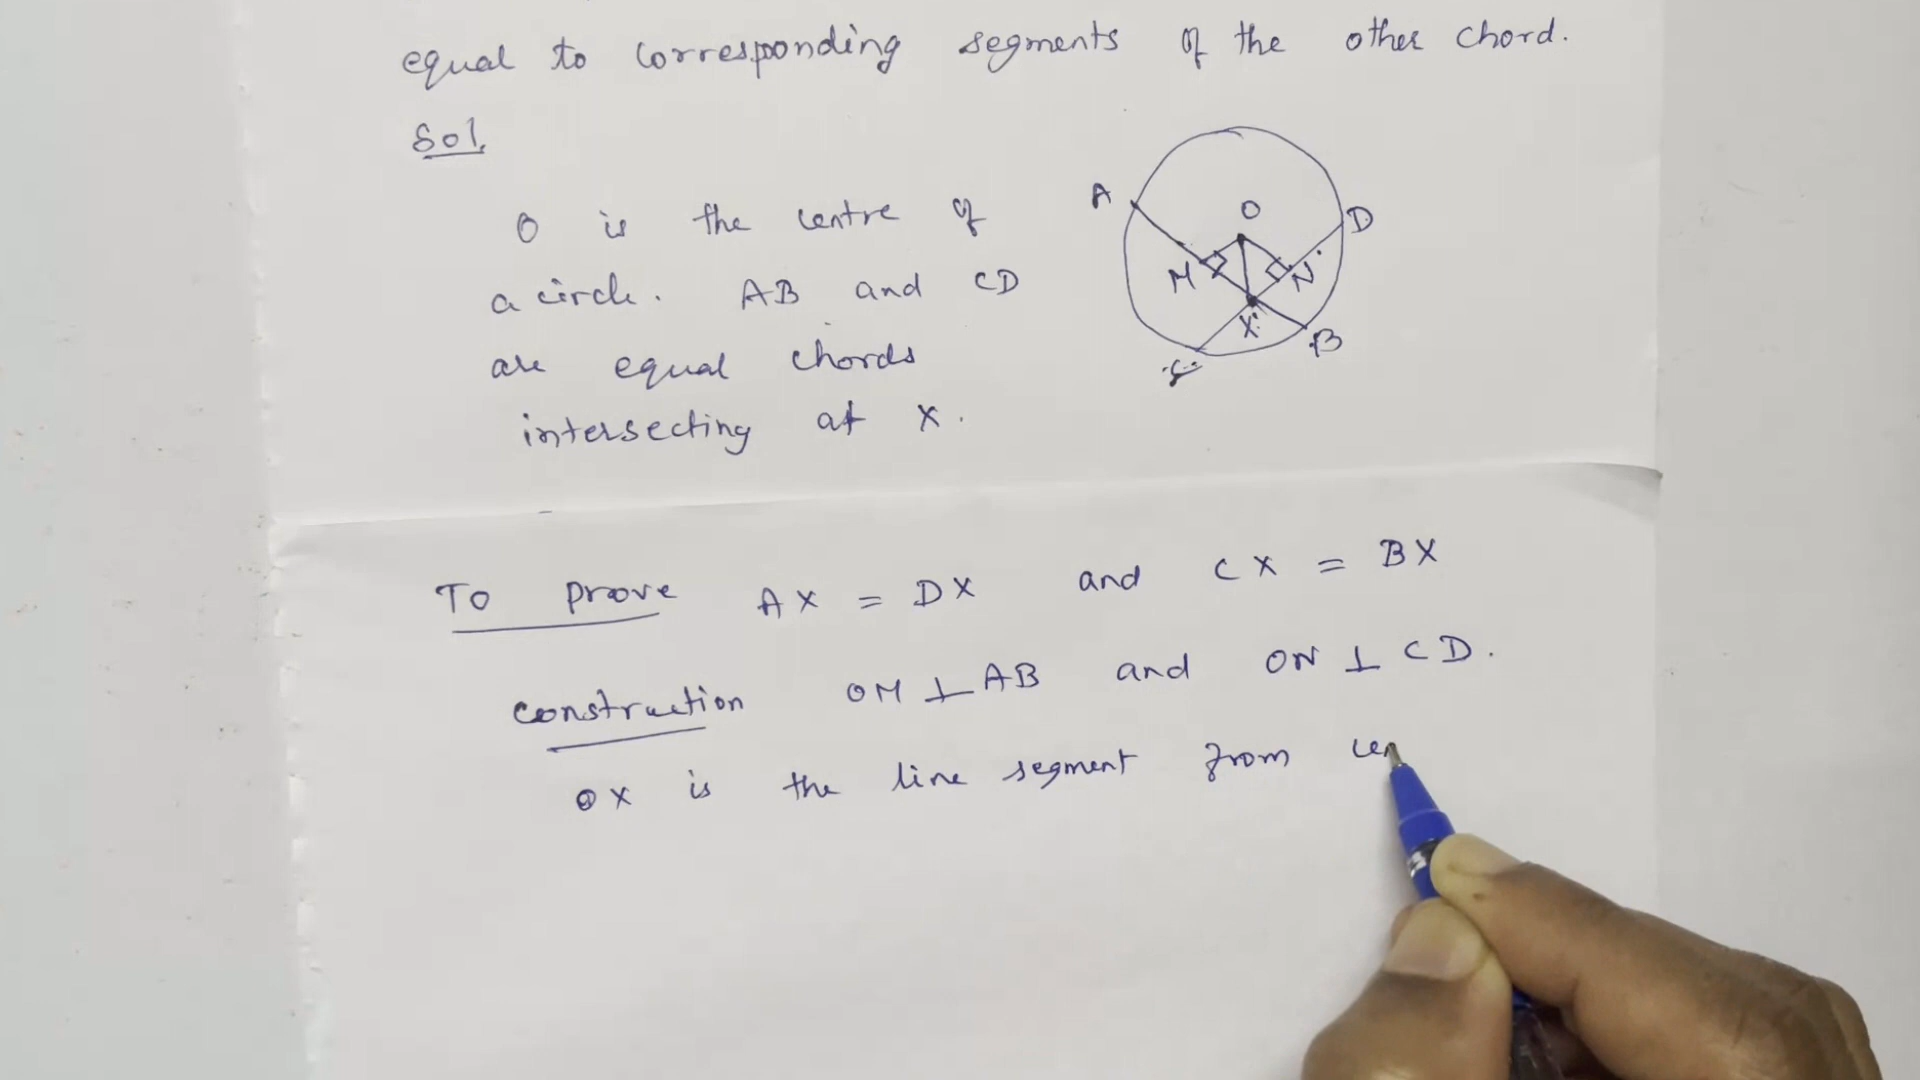 equal to corresponding segments of the other chord.
Sol.
O is the centre of
a circle. AB and CD
are equal chords
intersecting at X.
A
O
D
M
N
X
B
C
To prove AX = DX and CX = BX
construction OM ⊥ AB and ON ⊥ CD.
OX is the line segment from cen